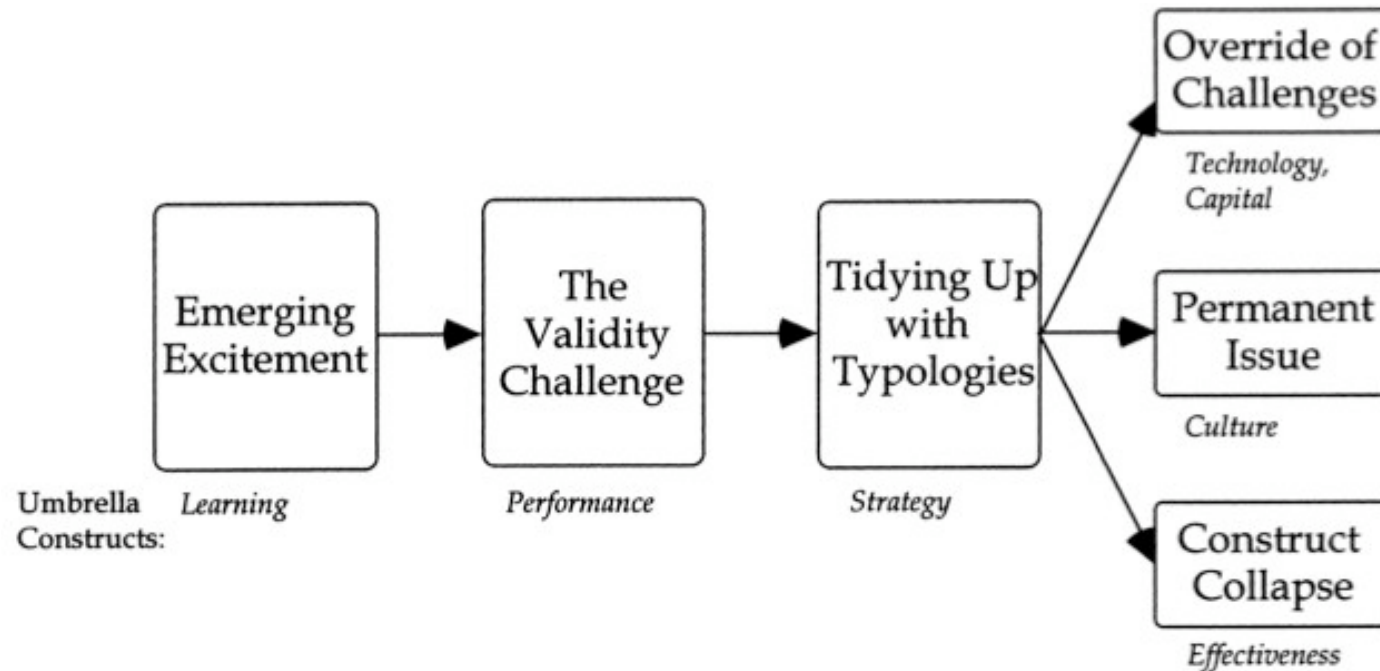 Override of
Challenges
Technology,
Capital
Emerging
Excitement
The
Validity
Challenge
Tidying Up
with
Typologies
Permanent
Issue
Culture
Umbrella
Constructs:
Learning
Performance
Strategy
Construct
Collapse
Effectiveness